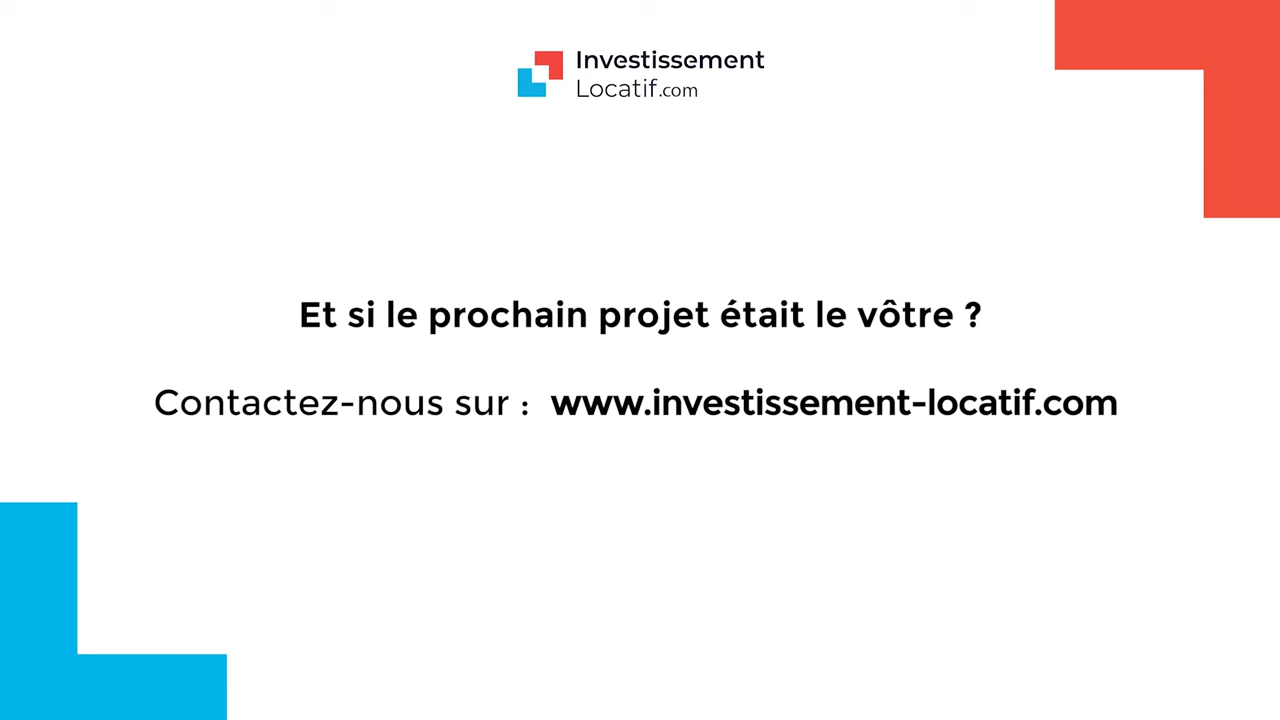 Investissement
Locatif.com
Et si le prochain projet était le vôtre ?
Contactez-nous sur : www.investissement-locatif.com